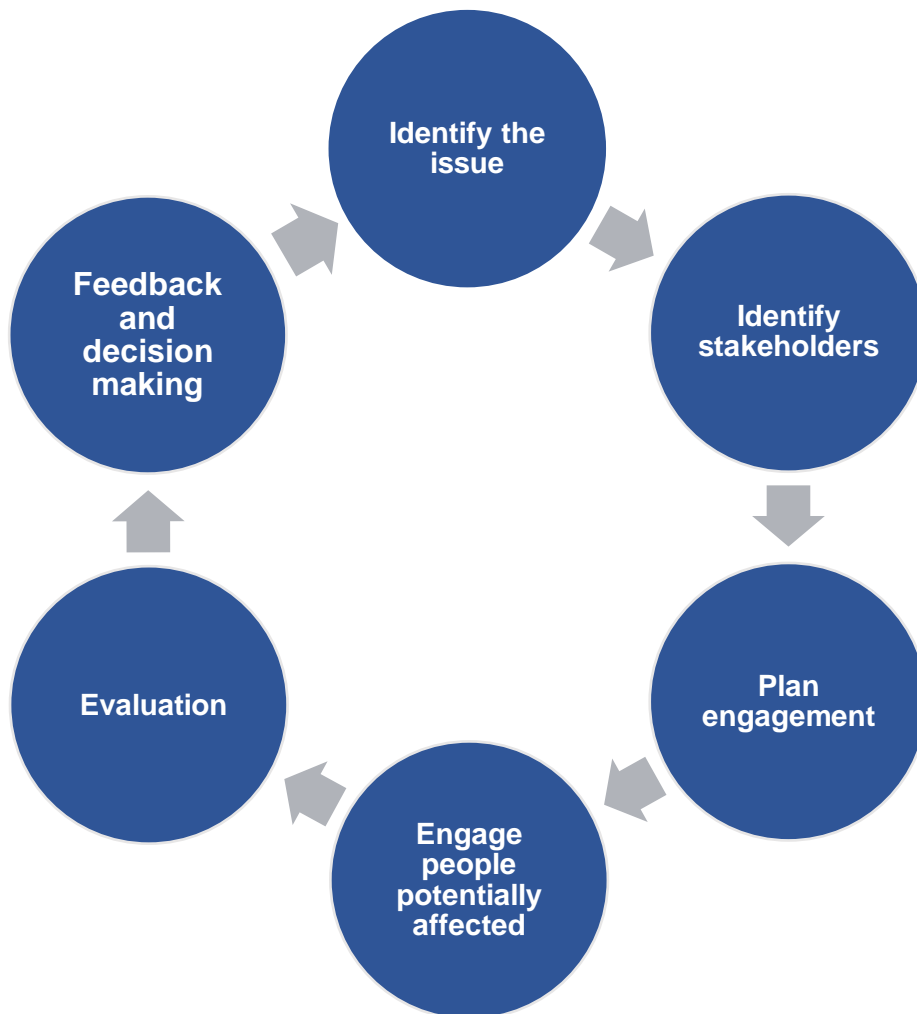 Identify the
issue
Identify
stakeholders
Plan
engagement
Engage
people
potentially
affected
Evaluation
Feedback
and
decision
making